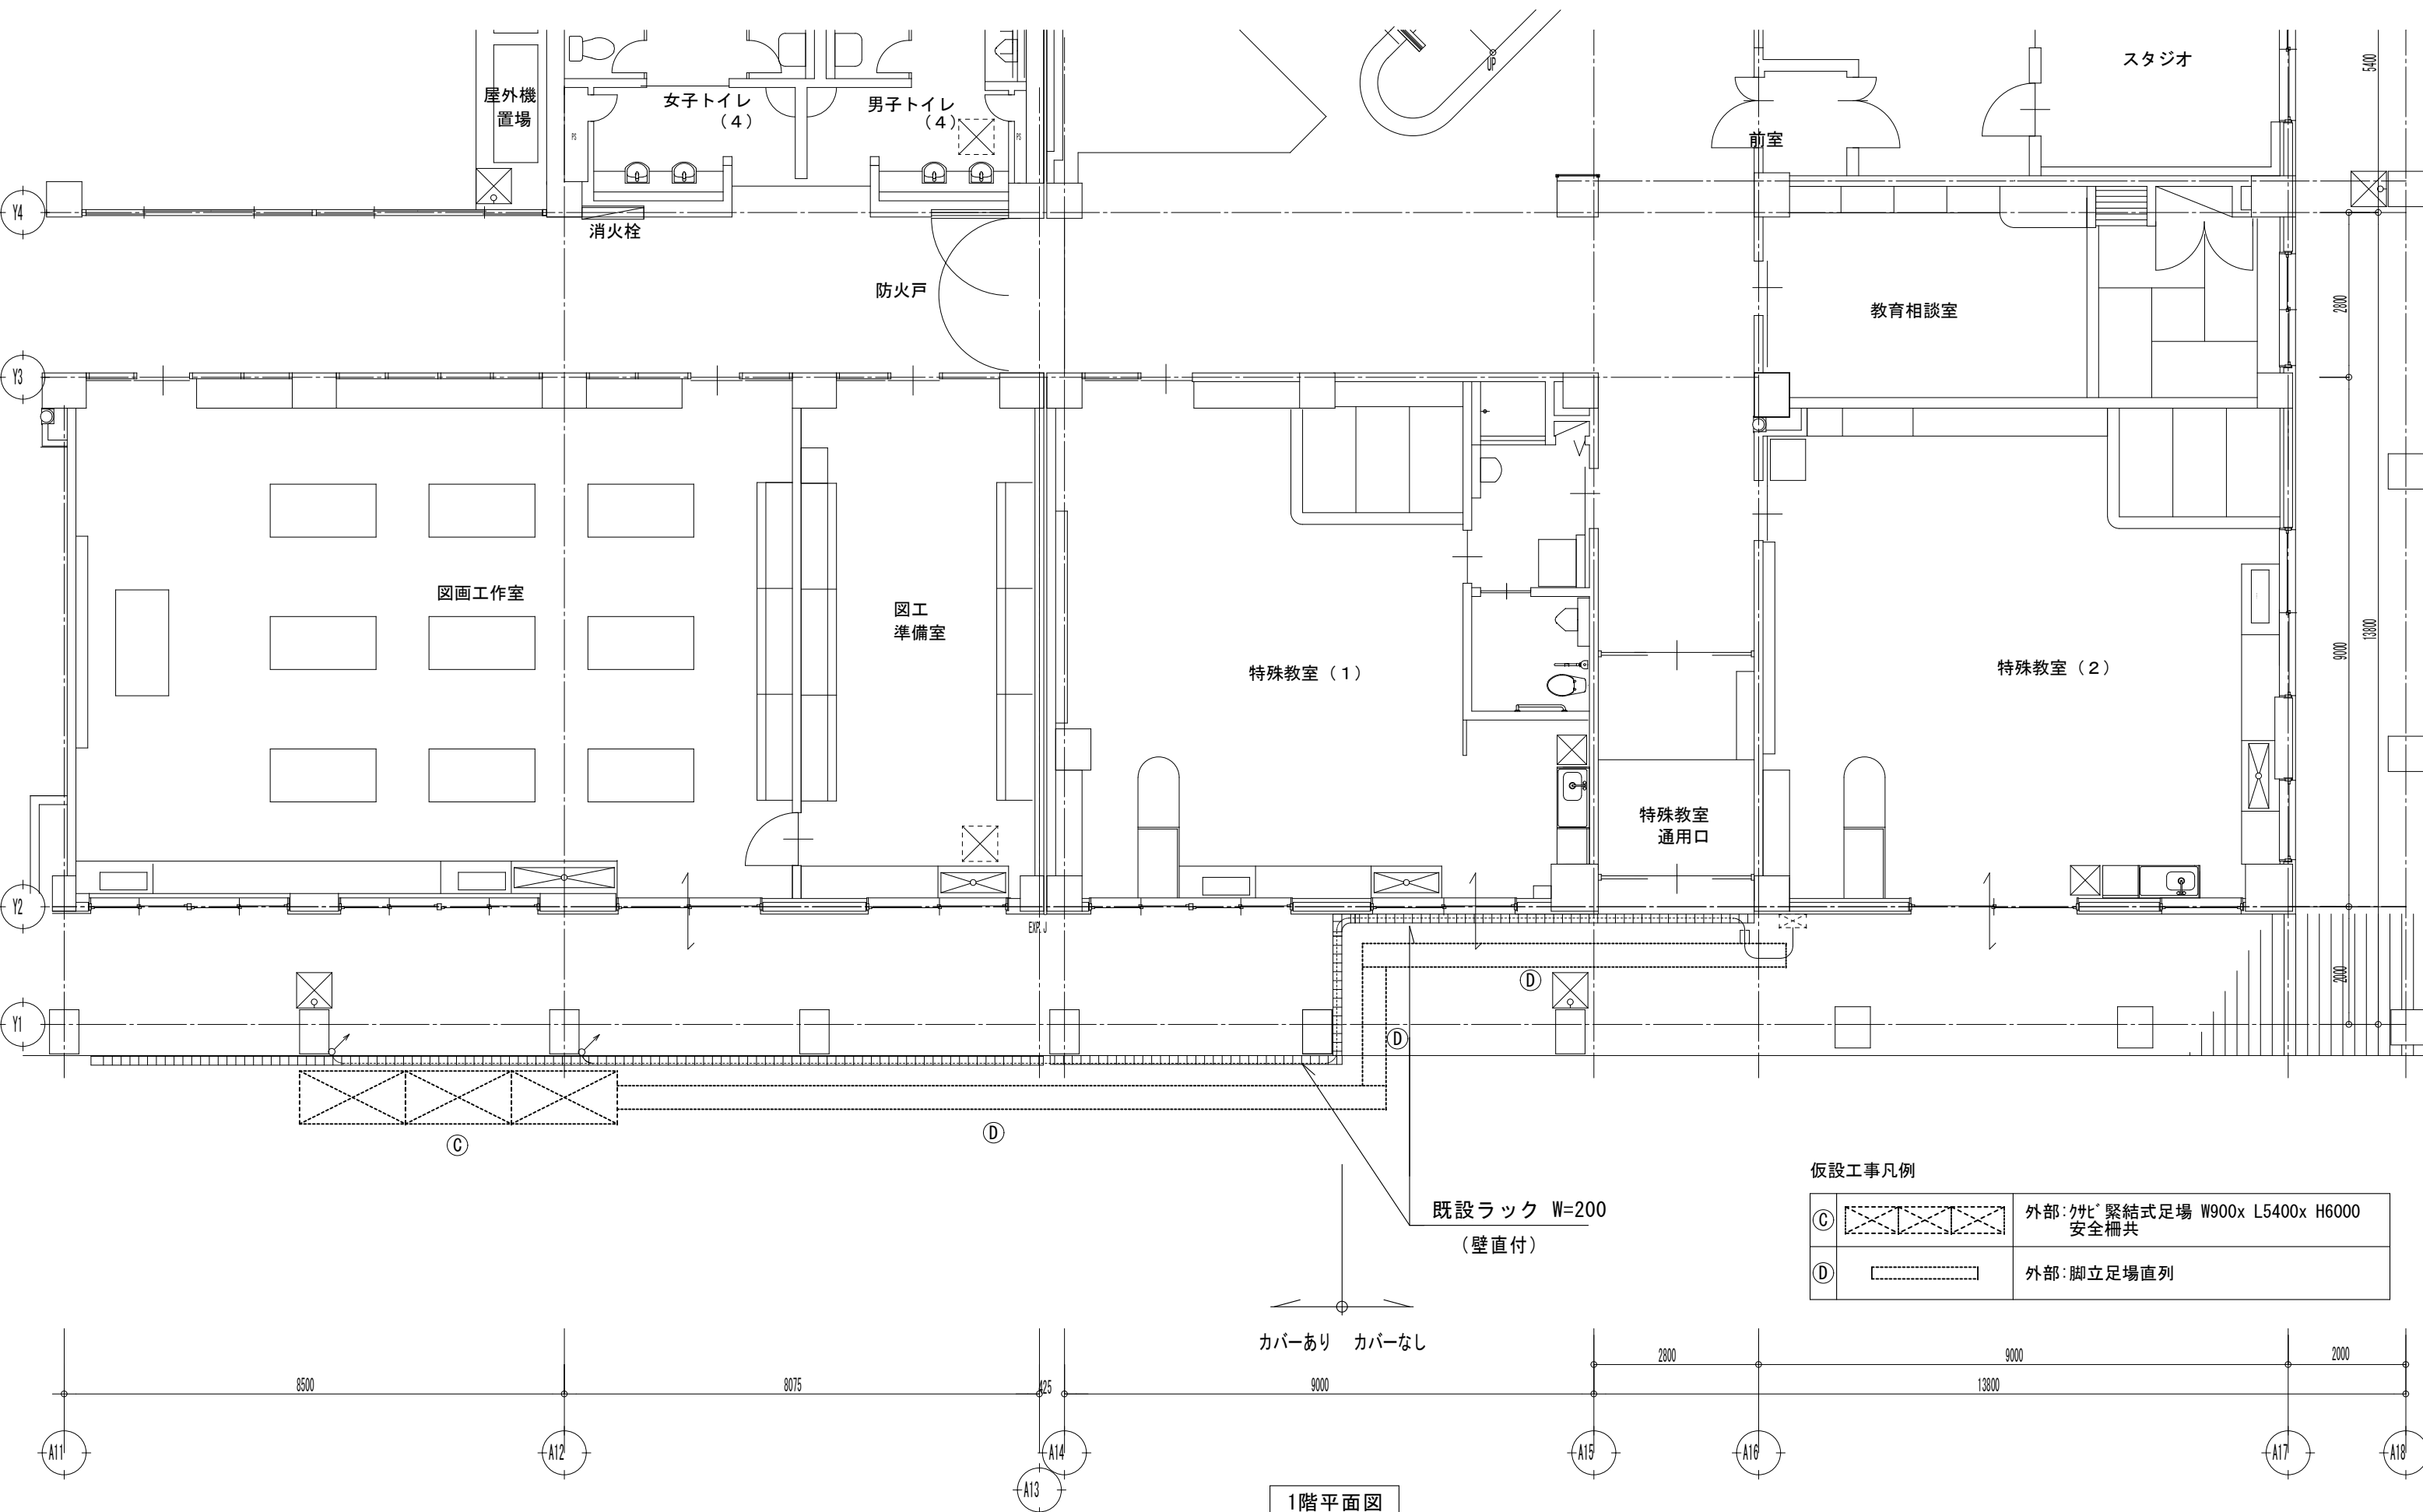 UP
スタジオ
5400
屋外機
置場
女子トイレ
（４）
男子トイレ
（４）
PS
PS
前室
Y4
消火栓
防火戸
教育相談室
2800
Y3
図画工作室
図工
準備室
特殊教室（１）
特殊教室（２）
9000
13800
特殊教室
通用口
Y2
EXP.J
2000
Ⓓ
Y1
Ⓓ
Ⓒ
Ⓓ
仮設工事凡例
既設ラック W=200
（壁直付）
Ⓒ 外部:ｸｻﾋﾞ緊結式足場 W900x L5400x H6000
安全柵共
Ⓓ 外部:脚立足場直列
カバーあり カバーなし
2800 9000 2000
8500 8075 425 9000 13800
A11 A12 A14 A15 A16 A17 A18
A13
1階平面図